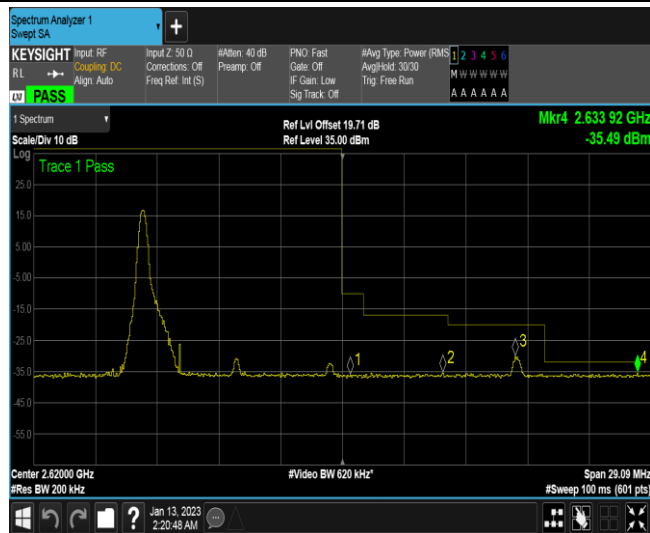 Spectrum Analyzer 1
Swept SA
+
KEYSIGHT
RL
LXI PASS
Input: RF
Coupling: DC
Align: Auto
Input Z: 50 Ω
Corrections: Off
Freq Ref: Int (S)
#Atten: 40 dB
Preamp: Off
PNO: Fast
Gate: Off
IF Gain: Low
Sig Track: Off
#Avg Type: Power (RMS
Avg|Hold: 30/30
Trig: Free Run
1 2 3 4 5 6
M W W W W W
A A A A A A
1 Spectrum
Scale/Div 10 dB
Ref Lvl Offset 19.71 dB
Ref Level 35.00 dBm
Mkr4 2.633 92 GHz
-35.49 dBm
Log
Trace 1 Pass
25.0
15.0
5.00
-5.00
-15.0
-25.0
-35.0
-45.0
-55.0
1
2
3
4
Center 2.62000 GHz
#Res BW 200 kHz
#Video BW 620 kHz*
Span 29.09 MHz
#Sweep 100 ms (601 pts)
?
Jan 13, 2023
2:20:48 AM